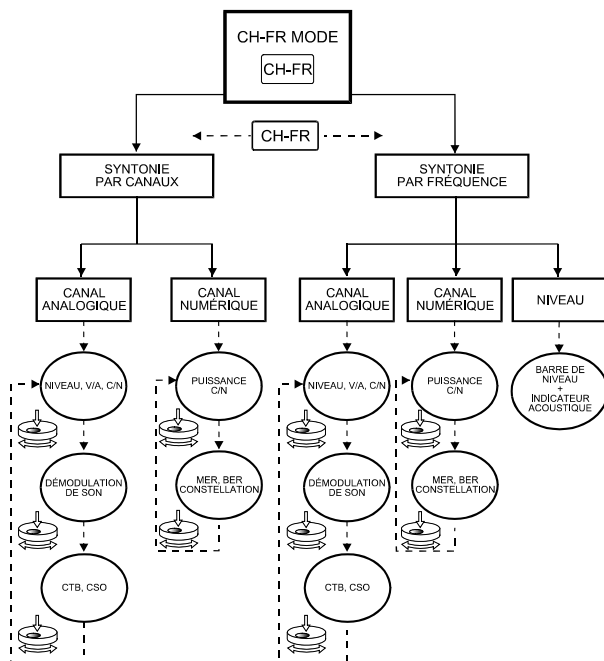 CH-FR MODE
CH-FR
CH-FR
SYNTONIE
PAR CANAUX
SYNTONIE
PAR FRÉQUENCE
CANAL
ANALOGIQUE
CANAL
NUMÉRIQUE
CANAL
ANALOGIQUE
CANAL
NUMÉRIQUE
NIVEAU
NIVEAU, V/A, C/N
PUISSANCE
C/N
NIVEAU, V/A, C/N
PUISSANCE
C/N
BARRE DE
NIVEAU
+
INDICATEUR
ACOUSTIQUE
DÉMODULATION
DE SON
MER, BER
CONSTELLATION
DÉMODULATION
DE SON
MER, BER
CONSTELLATION
CTB, CSO
CTB, CSO